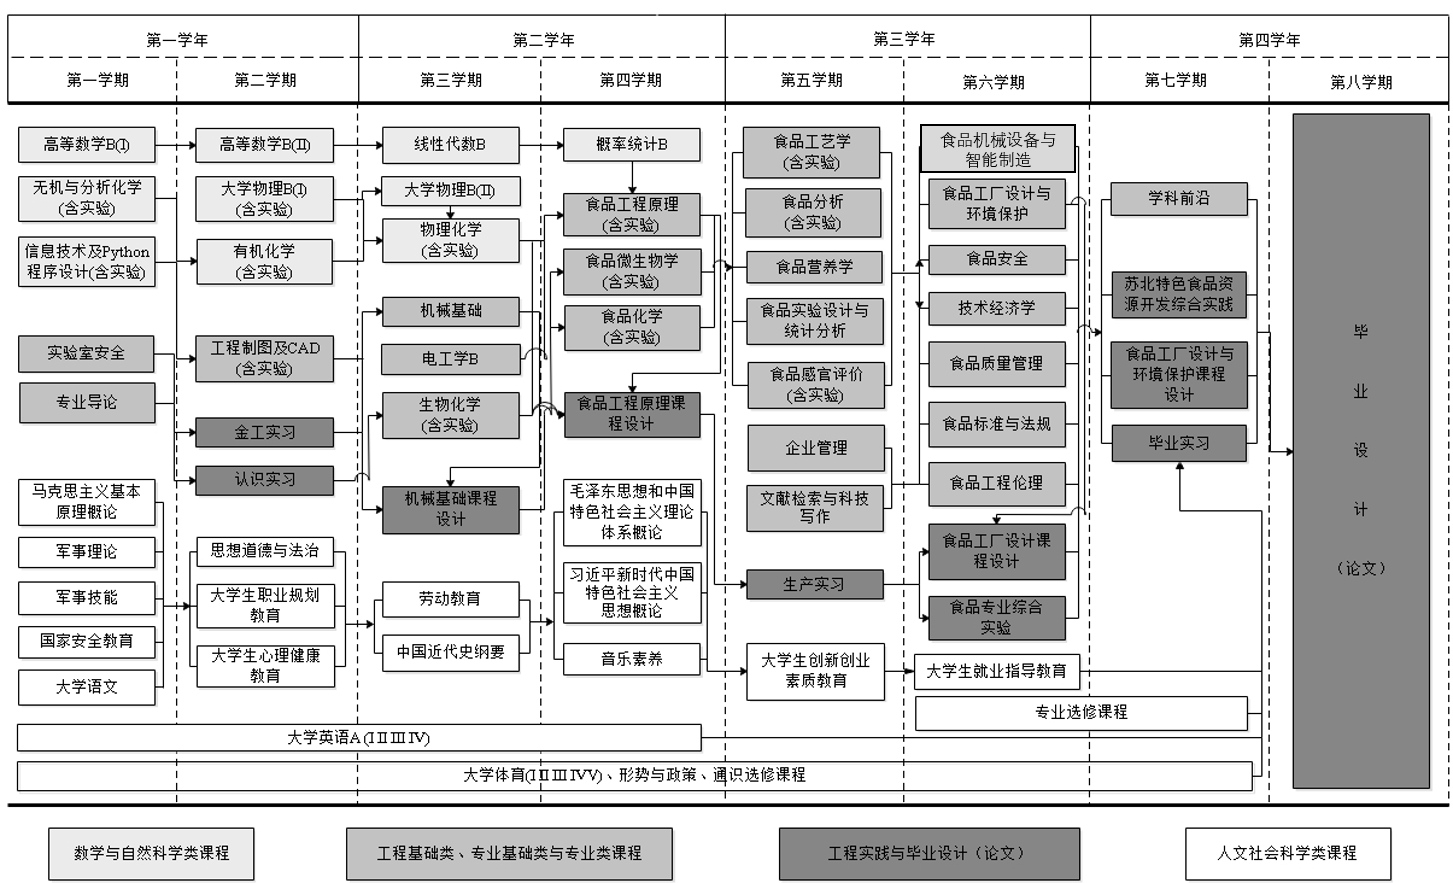 第一学年
第二学年
第三学年
第四学年
第一学期
第二学期
第三学期
第四学期
第五学期
第六学期
第七学期
第八学期
高等数学B(I)
无机与分析化学
(含实验)
信息技术及Python
程序设计(含实验)
实验室安全
专业导论
马克思主义基本
原理概论
军事理论
军事技能
国家安全教育
大学语文
高等数学B(II)
大学物理B(I)
(含实验)
有机化学
(含实验)
工程制图及CAD
(含实验)
金工实习
认识实习
思想道德与法治
大学生职业规划
教育
大学生心理健康
教育
线性代数B
大学物理B(II)
物理化学
(含实验)
机械基础
电工学B
生物化学
(含实验)
机械基础课程
设计
劳动教育
中国近代史纲要
概率统计B
食品工程原理
(含实验)
食品微生物学
(含实验)
食品化学
(含实验)
食品工程原理课
程设计
毛泽东思想和中国
特色社会主义理论
体系概论
习近平新时代中国
特色社会主义
思想概论
音乐素养
食品工艺学
(含实验)
食品分析
(含实验)
食品营养学
食品实验设计与
统计分析
食品感官评价
(含实验)
企业管理
文献检索与科技
写作
生产实习
大学生创新创业
素质教育
食品机械设备与
智能制造
食品工厂设计与
环境保护
食品安全
技术经济学
食品质量管理
食品标准与法规
食品工程伦理
食品工厂设计课
程设计
食品专业综合
实验
大学生就业指导教育
专业选修课程
学科前沿
苏北特色食品资
源开发综合实践
食品工厂设计与
环境保护课程
设计
毕业实习
毕
业
设
计
（论文）
大学英语A (I II III IV)
大学体育(I II III IV V)、形势与政策、通识选修课程
数学与自然科学类课程
工程基础类、专业基础类与专业类课程
工程实践与毕业设计（论文）
人文社会科学类课程